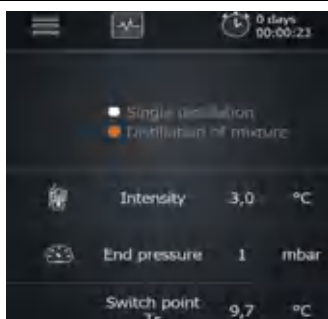 0 days
00:00:23
Single distillation
Distillation of mixture
Intensity 3,0 °C
End pressure 1 mbar
Switch point 9,7 °C